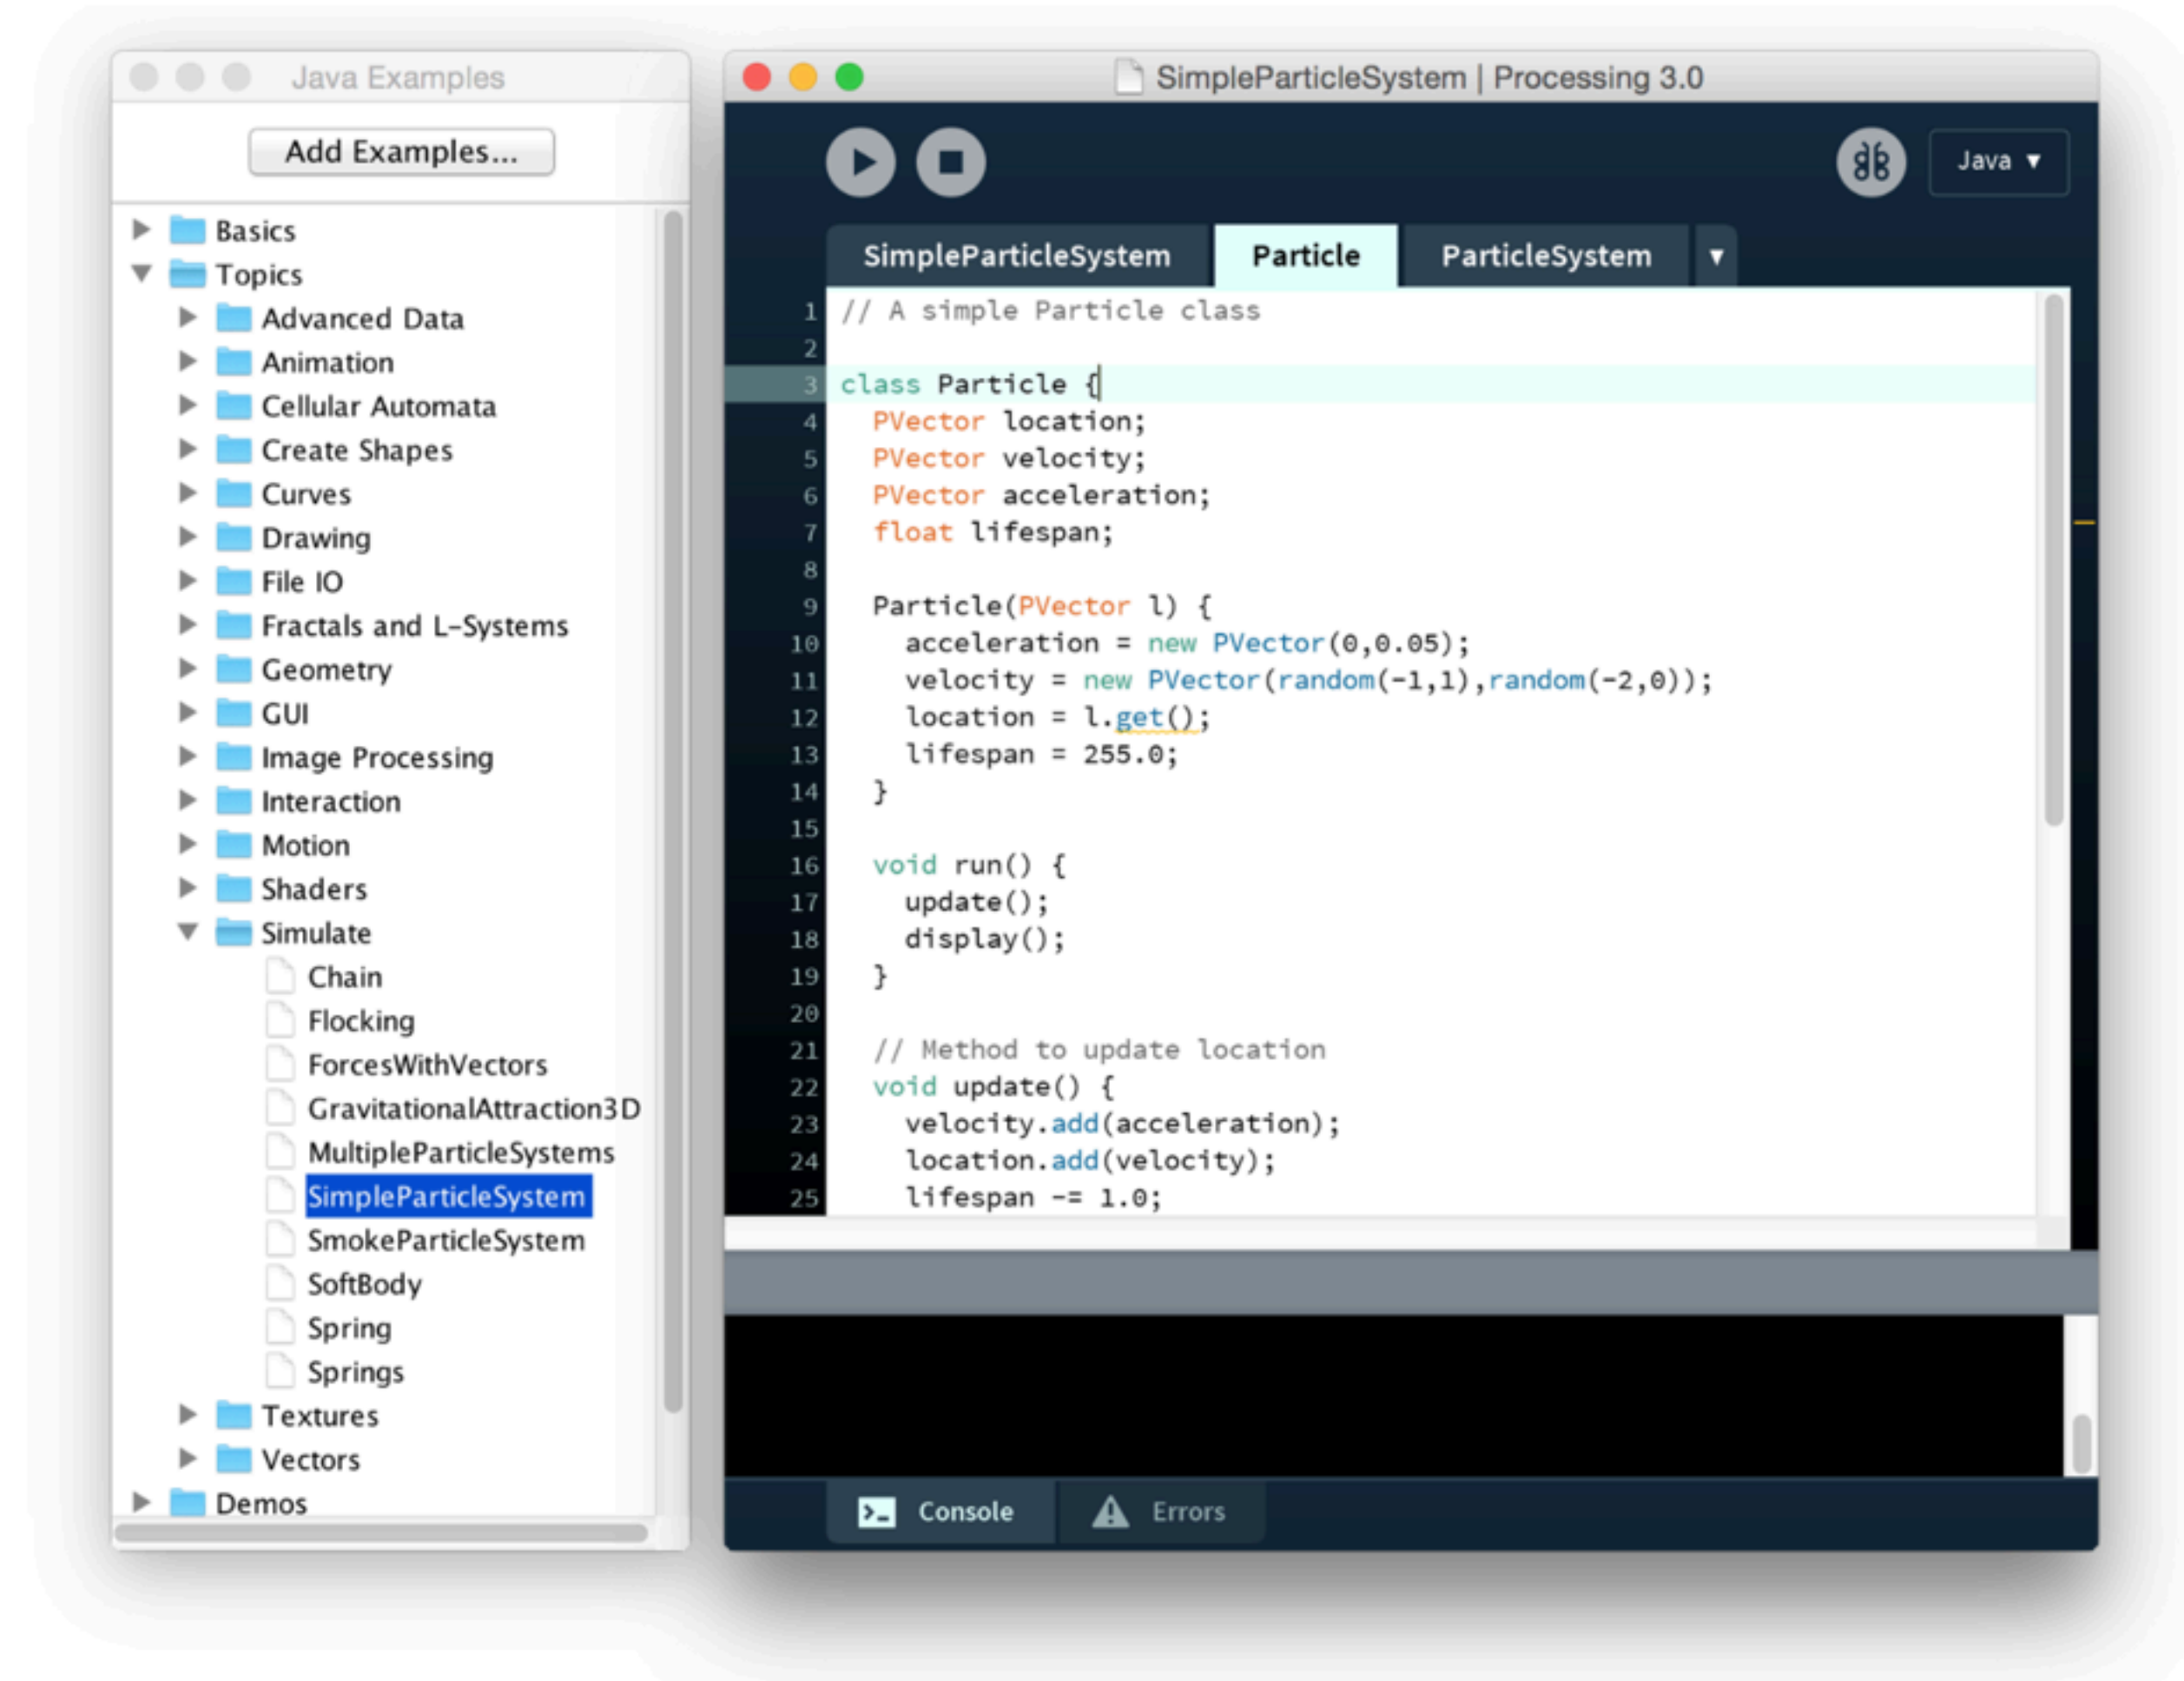 Java Examples
Add Examples...
Basics
Topics
Advanced Data
Animation
Cellular Automata
Create Shapes
Curves
Drawing
File IO
Fractals and L-Systems
Geometry
GUI
Image Processing
Interaction
Motion
Shaders
Simulate
Chain
Flocking
ForcesWithVectors
GravitationalAttraction3D
MultipleParticleSystems
SimpleParticleSystem
SmokeParticleSystem
SoftBody
Spring
Springs
Textures
Vectors
Demos
SimpleParticleSystem | Processing 3.0
Java ▼
SimpleParticleSystem Particle ParticleSystem ▼
1 // A simple Particle class
2
3 class Particle {
4 PVector location;
5 PVector velocity;
6 PVector acceleration;
7 float lifespan;
8
9 Particle(PVector l) {
10 acceleration = new PVector(0,0.05);
11 velocity = new PVector(random(-1,1),random(-2,0));
12 location = l.get();
13 lifespan = 255.0;
14 }
15
16 void run() {
17 update();
18 display();
19 }
20
21 // Method to update location
22 void update() {
23 velocity.add(acceleration);
24 location.add(velocity);
25 lifespan -= 1.0;
Console Errors